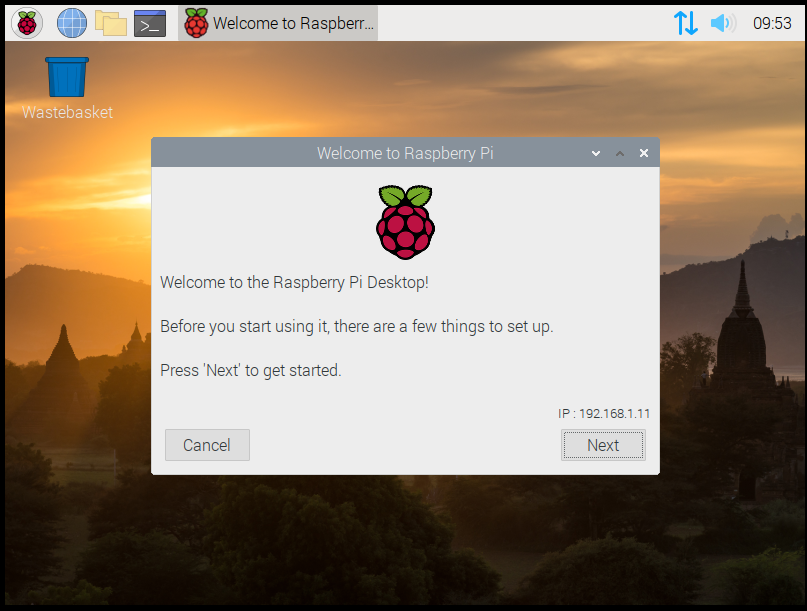 Welcome to Raspberr...
09:53
Wastebasket
Welcome to Raspberry Pi
Welcome to the Raspberry Pi Desktop!
Before you start using it, there are a few things to set up.
Press 'Next' to get started.
IP : 192.168.1.11
Cancel
Next